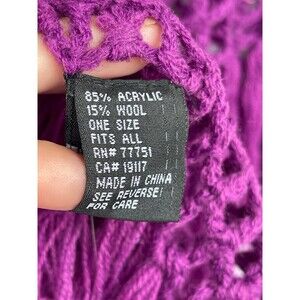 85% ACRYLIC
15% WOOL
ONE SIZE
FITS ALL
RN# 77751
CA# 19117
MADE IN CHINA
SEE REVERSE
FOR CARE